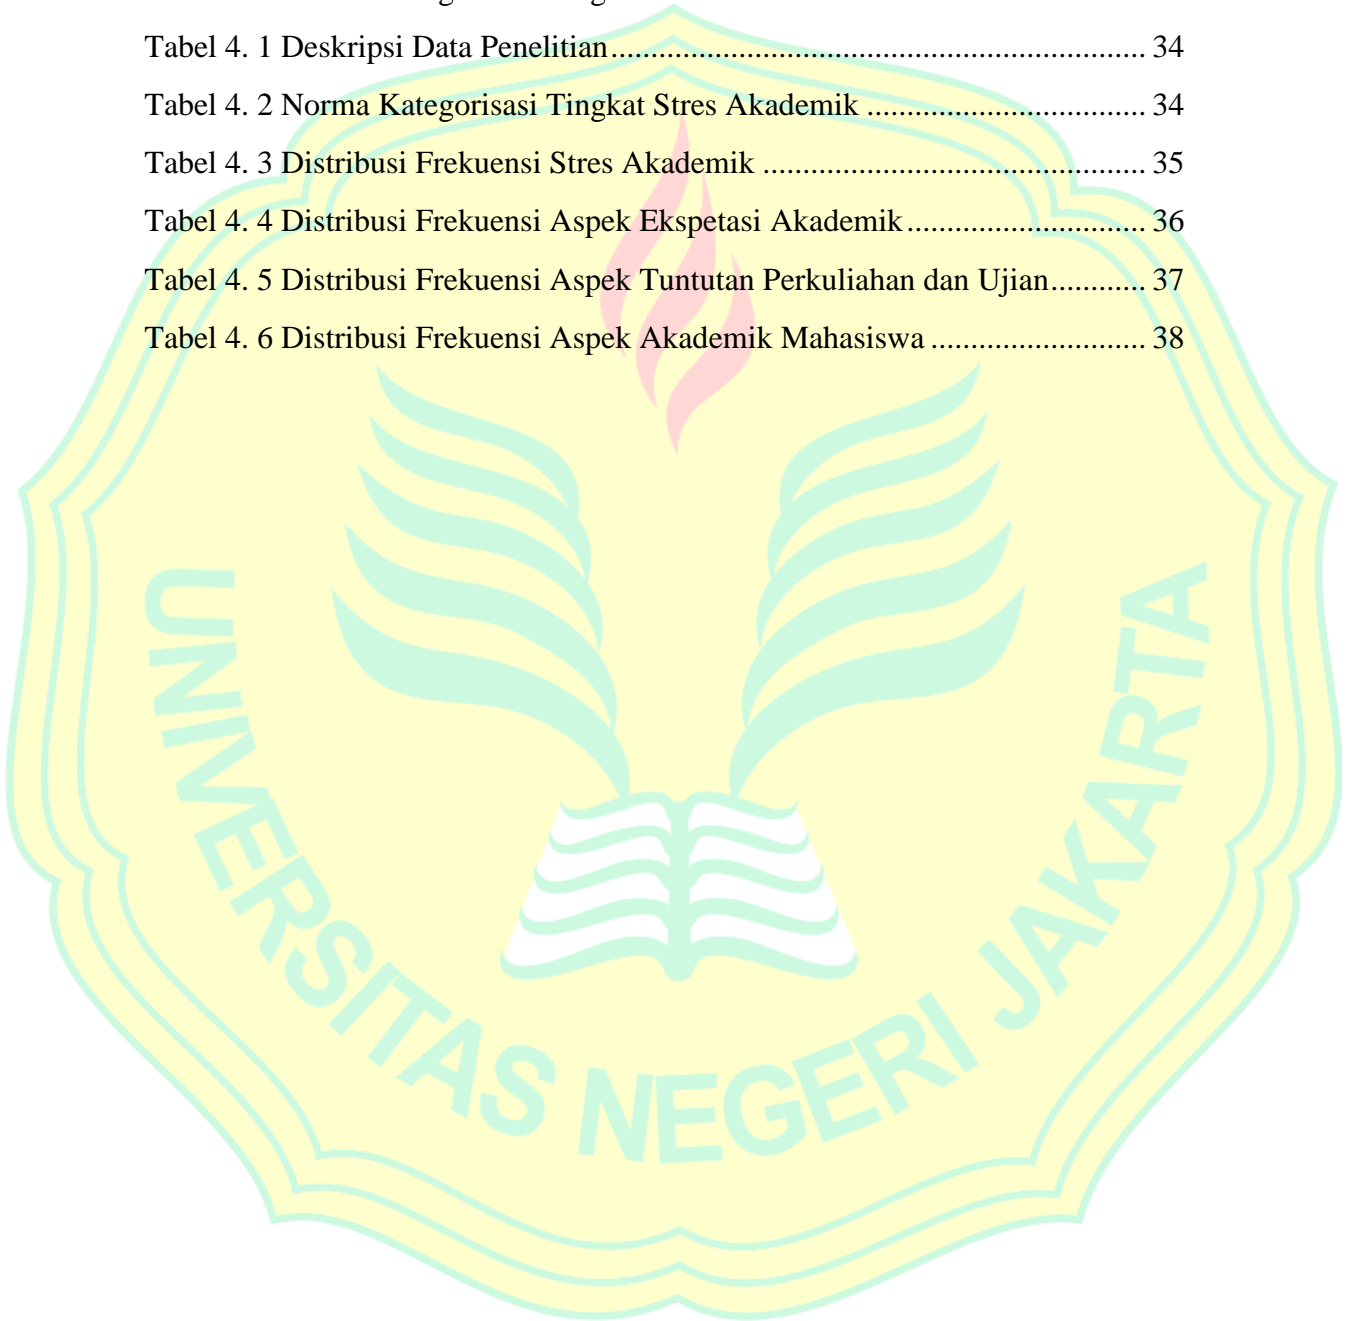 Tabel 4. 1 Deskripsi Data Penelitian................................................................... 34
Tabel 4. 2 Norma Kategorisasi Tingkat Stres Akademik ................................... 34
Tabel 4. 3 Distribusi Frekuensi Stres Akademik ................................................ 35
Tabel 4. 4 Distribusi Frekuensi Aspek Ekspetasi Akademik.............................. 36
Tabel 4. 5 Distribusi Frekuensi Aspek Tuntutan Perkuliahan dan Ujian............ 37
Tabel 4. 6 Distribusi Frekuensi Aspek Akademik Mahasiswa ........................... 38
UNIVERSITAS NEGERI JAKARTA